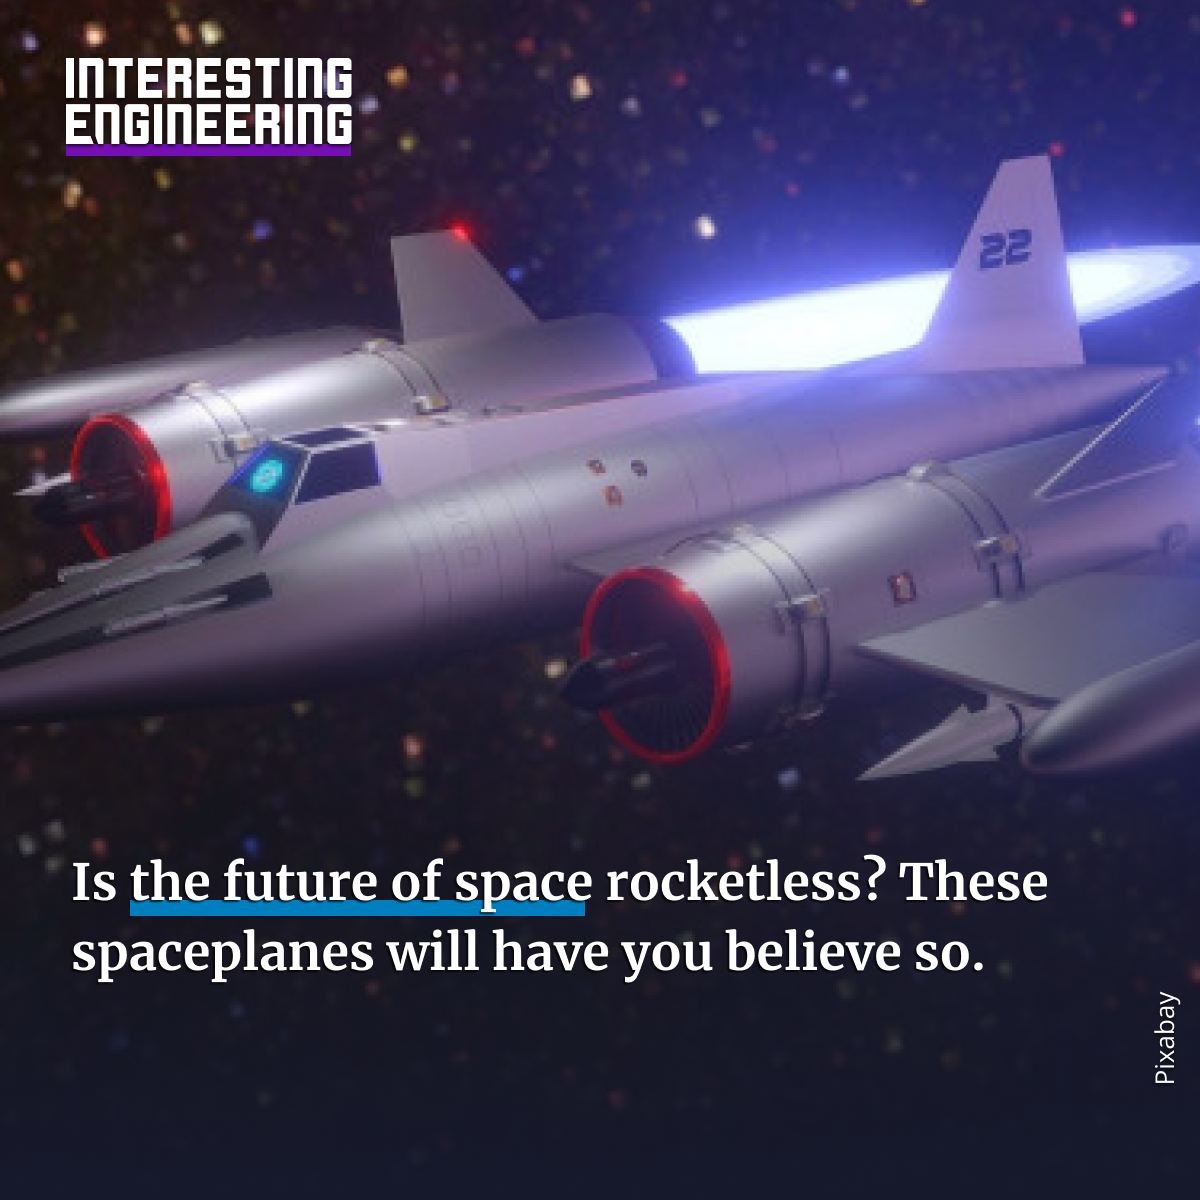 INTERESTING
ENGINEERING
22
Is the future of space rocketless? These
spaceplanes will have you believe so.
Pixabay